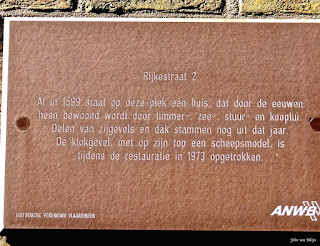 Rijkestraat 2
Al in 1599 staat op deze plek een huis, dat door de eeuwen
heen bewoond wordt door timmer-, zee-, stuur- en kooplui.
Delen van zijgevels en dak stammen nog uit dat jaar.
De klokgevel, met op zijn top een scheepsmodel, is
tijdens de restauratie in 1973 opgetrokken.
HISTORISCHE VERENIGING VLAARDINGEN
ANWB